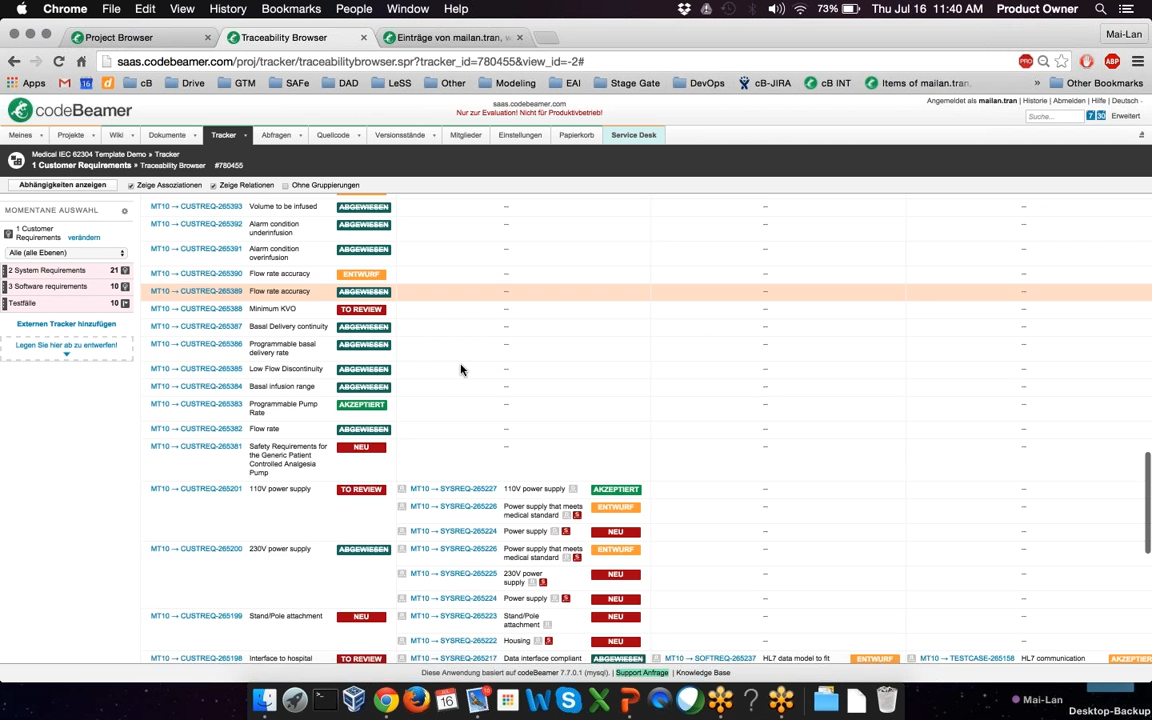 Chrome File Edit View History Bookmarks People Window Help 73% Thu Jul 16 11:40 AM Product Owner
Project Browser × Traceability Browser × Einträge von mailan.tran, w × Mai-Lan
saas.codebeamer.com/proj/tracker/traceabilitybrowser.spr?tracker_id=780455&view_id=-2# PRO ABP
Apps 16 cB Drive GTM SAFe DAD LeSS Other Modeling EAI Stage Gate DevOps cB-JIRA cB INT Items of mailan.tran, » Other Bookmarks
codeBeamer
saas.codebeamer.com
Nur zur Evaluation! Nicht für Produktivbetrieb!
Angemeldet als mailan.tran | Historie | Abmelden | Hilfe | Deutsch
Suche... 7 30 Erweitert
Meines Projekte Wiki Dokumente Tracker Abfragen Quellcode Versionsstände Mitglieder Einstellungen Papierkorb Service Desk
Medical IEC 62304 Template Demo » Tracker
1 Customer Requirements » Traceability Browser #780455
Abhängigkeiten anzeigen Zeige Assoziationen Zeige Relationen Ohne Gruppierungen
MOMENTANE AUSWAHL
1 Customer
Requirements verändern
Alle (alle Ebenen)
2 System Requirements 21
3 Software requirements 10
Testfälle 10
Externen Tracker hinzufügen
Legen Sie hier ab zu entwerfen!
MT10 → CUSTREQ-265393 Volume to be infused ABGEWIESEN -- -- --
MT10 → CUSTREQ-265392 Alarm condition ABGEWIESEN -- -- --
underinfusion
MT10 → CUSTREQ-265391 Alarm condition ABGEWIESEN -- -- --
overinfusion
MT10 → CUSTREQ-265390 Flow rate accuracy ENTWURF -- -- --
MT10 → CUSTREQ-265389 Flow rate accuracy ABGEWIESEN -- -- --
MT10 → CUSTREQ-265388 Minimum KVO TO REVIEW -- -- --
MT10 → CUSTREQ-265387 Basal Delivery continuity ABGEWIESEN -- -- --
MT10 → CUSTREQ-265386 Programmable basal ABGEWIESEN -- -- --
delivery rate
MT10 → CUSTREQ-265385 Low Flow Discontinuity ABGEWIESEN -- -- --
MT10 → CUSTREQ-265384 Basal infusion range ABGEWIESEN -- -- --
MT10 → CUSTREQ-265383 Programmable Pump AKZEPTIERT -- -- --
Rate
MT10 → CUSTREQ-265382 Flow rate ABGEWIESEN -- -- --
MT10 → CUSTREQ-265381 Safety Requirements for NEU -- -- --
the Generic Patient
Controlled Analgesia
Pump
MT10 → CUSTREQ-265201 110V power supply TO REVIEW MT10 → SYSREQ-265227 110V power supply AKZEPTIERT -- --
MT10 → SYSREQ-265226 Power supply that meets ENTWURF -- --
medical standard S
MT10 → SYSREQ-265224 Power supply S NEU -- --
MT10 → CUSTREQ-265200 230V power supply ABGEWIESEN MT10 → SYSREQ-265226 Power supply that meets ENTWURF -- --
medical standard S
MT10 → SYSREQ-265225 230V power NEU -- --
supply S
MT10 → SYSREQ-265224 Power supply S NEU -- --
MT10 → CUSTREQ-265199 Stand/Pole attachment NEU MT10 → SYSREQ-265223 Stand/Pole NEU -- --
attachment
MT10 → SYSREQ-265222 Housing S NEU -- --
MT10 → CUSTREQ-265198 Interface to hospital TO REVIEW MT10 → SYSREQ-265217 Data interface compliant ABGEWIESEN MT10 → SOFTREQ-265237 HL7 data model to fit ENTWURF MT10 → TESTCASE-265158 HL7 communication AKZEPTIER
Diese Anwendung basiert auf codeBeamer 7.7.0.1 (mysql). | Support Anfrage | Knowledge Base
Mai-Lan
Desktop-Backup